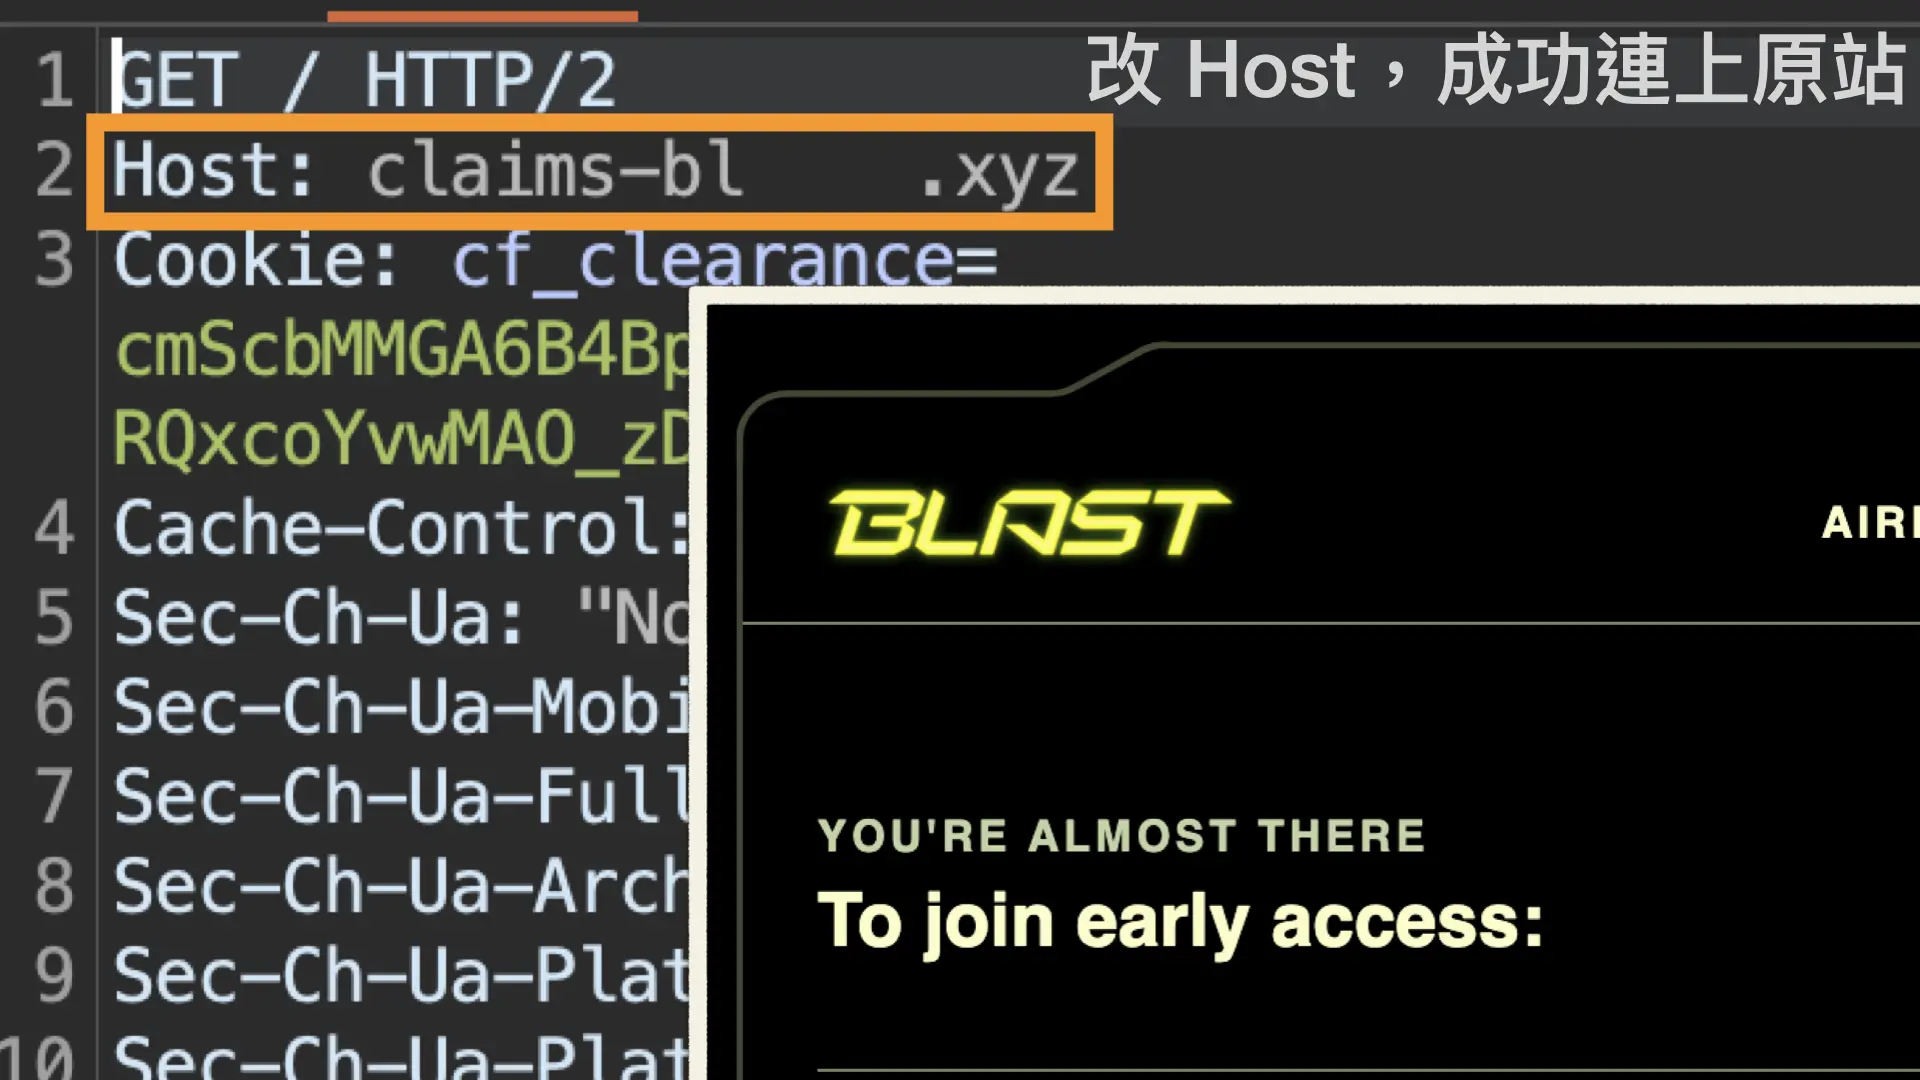 改 Host，成功連上原站
1 GET / HTTP/2
2 Host: claims-bl .xyz
3 Cookie: cf_clearance=
cmScbMMGA6B4Bp
RQxcoYvwMAO_zD
4 Cache-Control:
5 Sec-Ch-Ua: "No
6 Sec-Ch-Ua-Mobi
7 Sec-Ch-Ua-Full
8 Sec-Ch-Ua-Arch
9 Sec-Ch-Ua-Plat
10 Sec-Ch-Ua-Plat
BLAST
AIR
YOU'RE ALMOST THERE
To join early access: